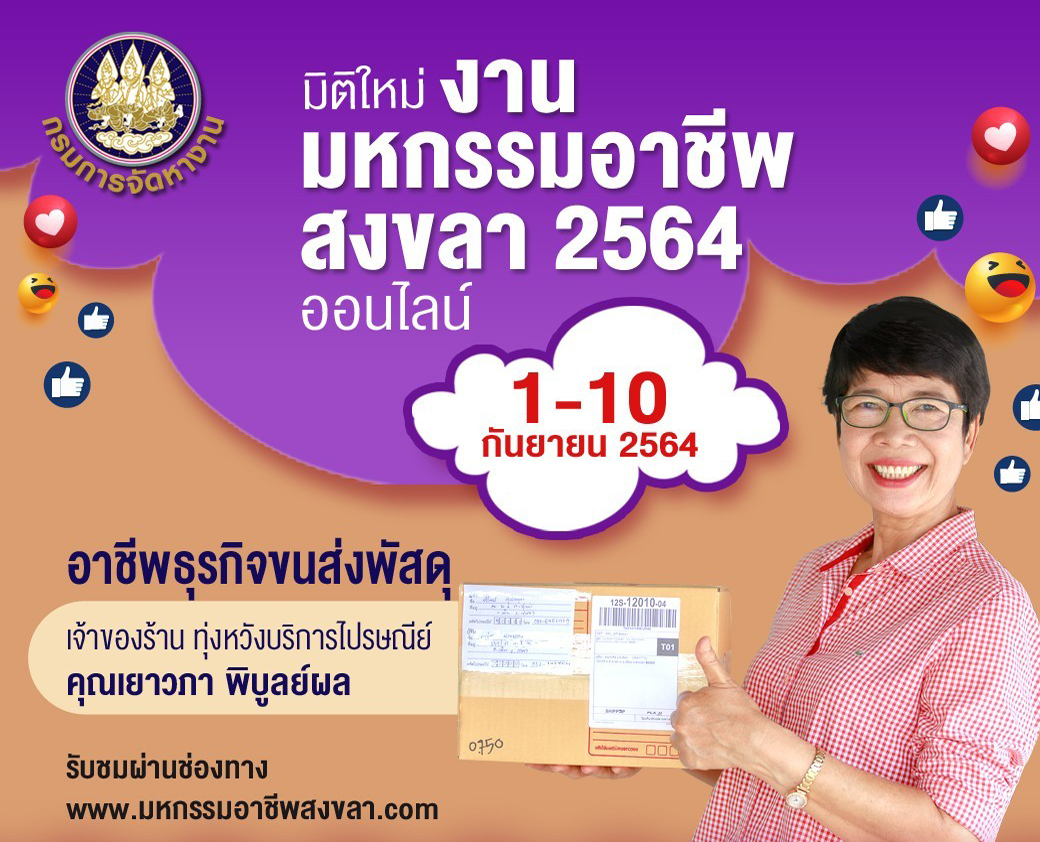 กรมการจัดหางาน
มิติใหม่ งาน
มหกรรมอาชีพ
สงขลา 2564
ออนไลน์
1-10
กันยายน 2564
อาชีพธุรกิจขนส่งพัสดุ
เจ้าของร้าน ทุ่งหวังบริการไปรษณีย์
คุณเยาวภา พิบูลย์ผล
รับชมผ่านช่องทาง
www.มหกรรมอาชีพสงขลา.com
12S-12010-04
T01
0750